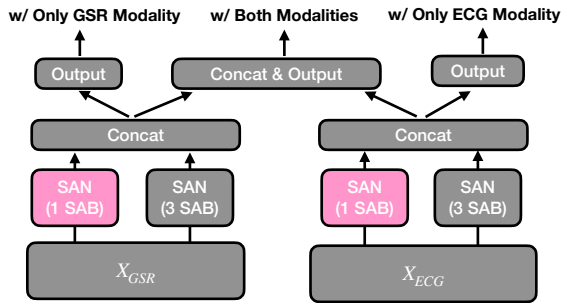 w/ Only GSR Modality
w/ Both Modalities
w/ Only ECG Modality
Output
Concat & Output
Output
Concat
Concat
SAN
(1 SAB)
SAN
(3 SAB)
SAN
(1 SAB)
SAN
(3 SAB)
X_GSR
X_ECG